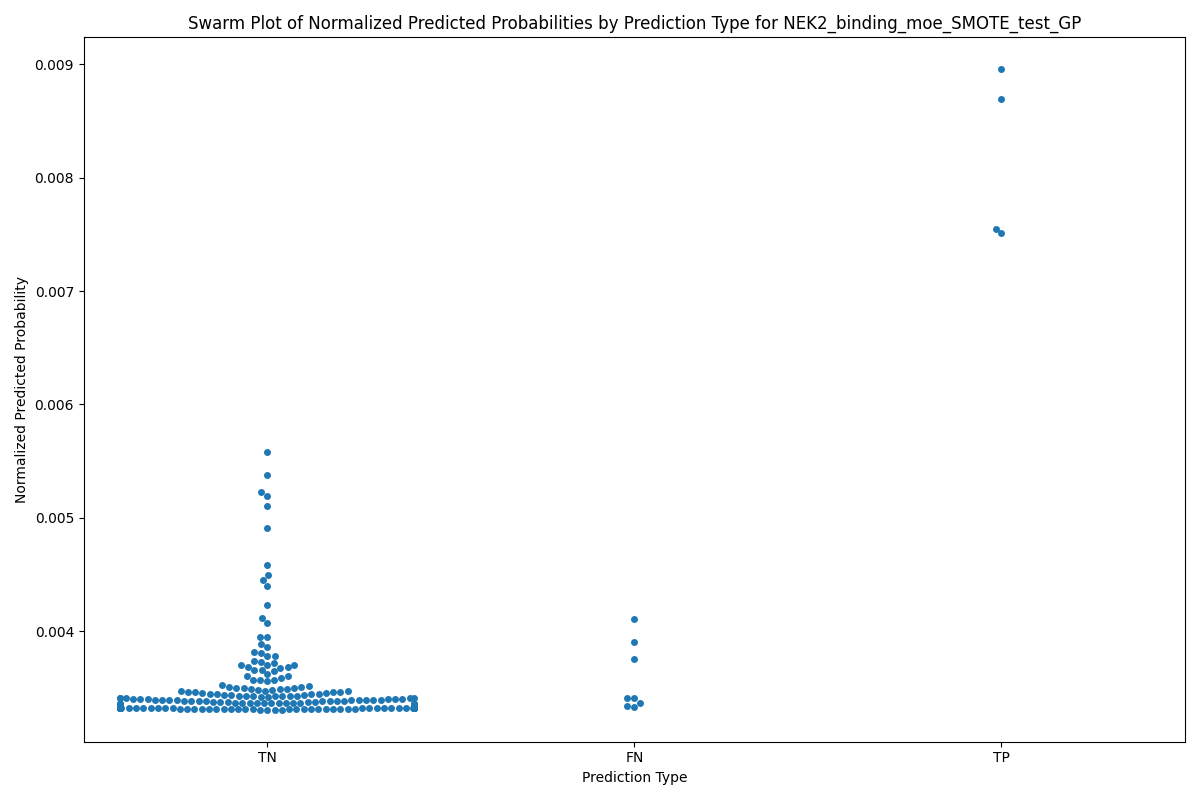 Swarm Plot of Normalized Predicted Probabilities by Prediction Type for NEK2_binding_moe_SMOTE_test_GP
Normalized Predicted Probability
0.009
0.008
0.007
0.006
0.005
0.004
TN
FN
TP
Prediction Type